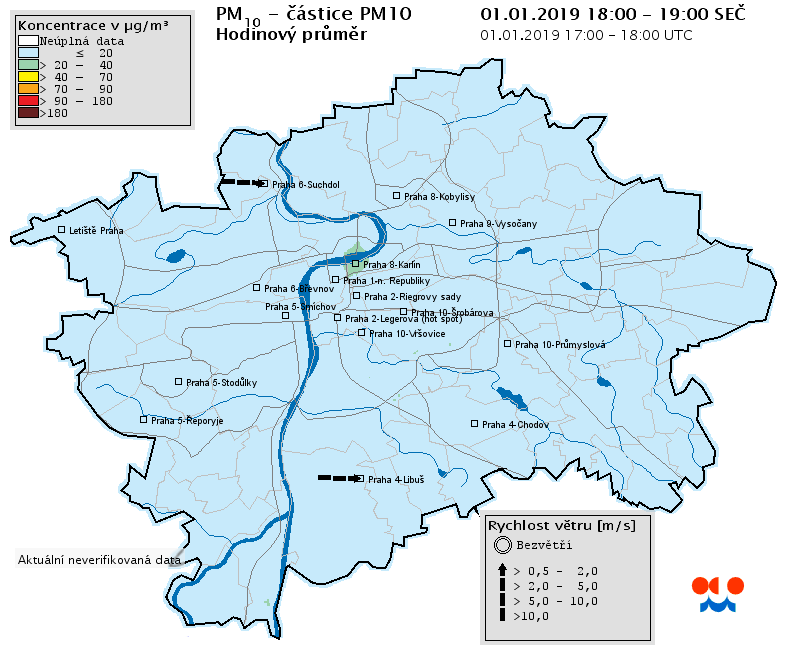 PM10 – částice PM10
Hodinový průměr
01.01.2019 18:00 – 19:00 SEČ
01.01.2019 17:00 – 18:00 UTC
Koncentrace v µg/m³
Neúplná data
≤ 20
> 20 – 40
> 40 – 70
> 70 – 90
> 90 – 180
>180
Praha 6-Suchdol
Praha 8-Kobylisy
Praha 9-Vysočany
Letiště Praha
Praha 8-Karlín
Praha 1-n. Republiky
Praha 6-Břevnov
Praha 2-Riegrovy sady
Praha 5-Smíchov
Praha 10-Šrobárova
Praha 2-Legerova (hot spot)
Praha 10-Vršovice
Praha 10-Průmyslová
Praha 5-Stodůlky
Praha 5-Řeporyje
Praha 4-Chodov
Praha 4-Libuš
Aktuální neverifikovaná data
Rychlost větru [m/s]
Bezvětří
> 0,5 – 2,0
> 2,0 – 5,0
> 5,0 – 10,0
>10,0